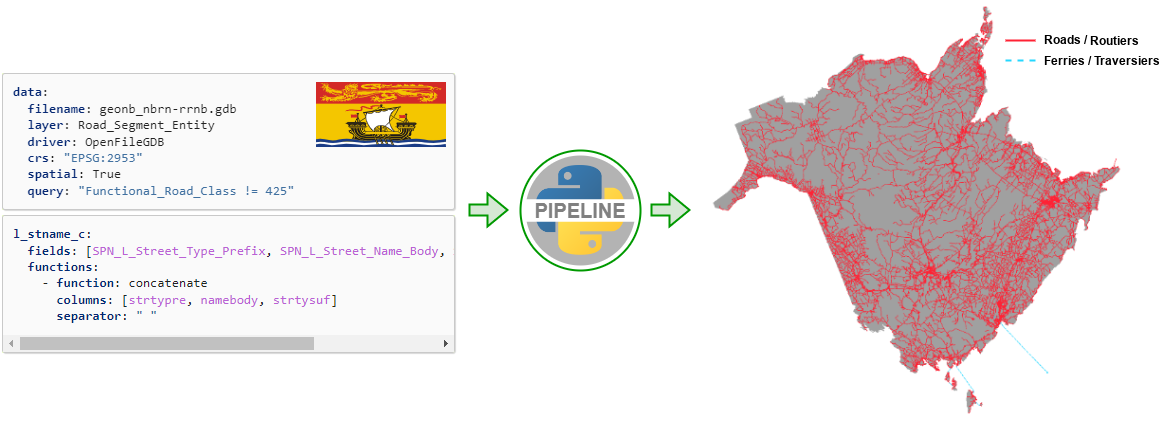 data:
filename: geonb_nbrn-rrnb.gdb
layer: Road_Segment_Entity
driver: OpenFileGDB
crs: "EPSG:2953"
spatial: True
query: "Functional_Road_Class != 425"
l_stname_c:
fields: [SPN_L_Street_Type_Prefix, SPN_L_Street_Name_Body,
functions:
- function: concatenate
columns: [strtypre, namebody, strtysuf]
separator: " "
PIPELINE
Roads / Routiers
Ferries / Traversiers